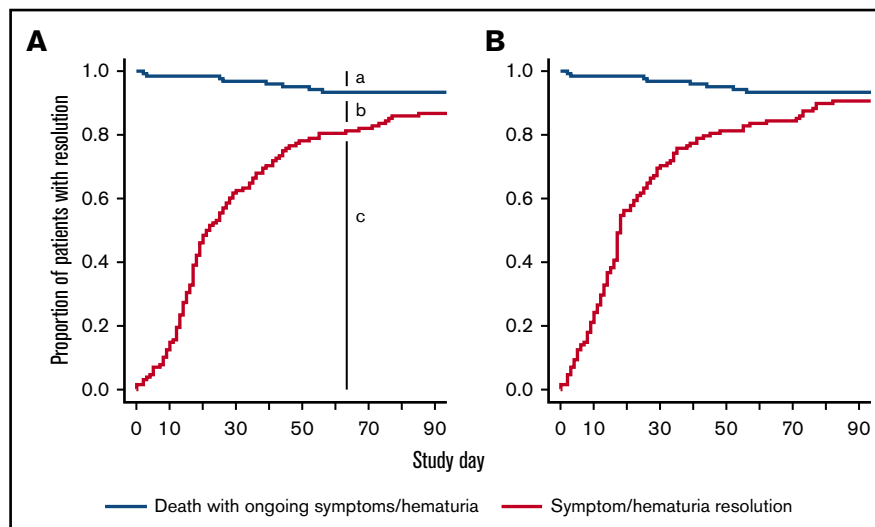 A
B
Proportion of patients with resolution
1.0
0.8
0.6
0.4
0.2
0.0
a
b
c
0 10 30 50 70 90
1.0
0.8
0.6
0.4
0.2
0.0
0 10 30 50 70 90
Study day
Death with ongoing symptoms/hematuria Symptom/hematuria resolution